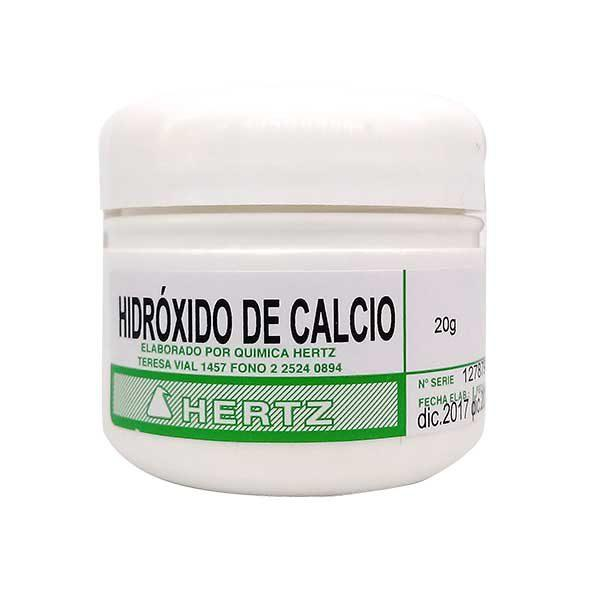 HIDRÓXIDO DE CALCIO
ELABORADO POR QUIMICA HERTZ
TERESA VIAL 1457 FONO 2 2524 0894
HERTZ
20g
Nº SERIE
FECHA ELAB.
dic.2017